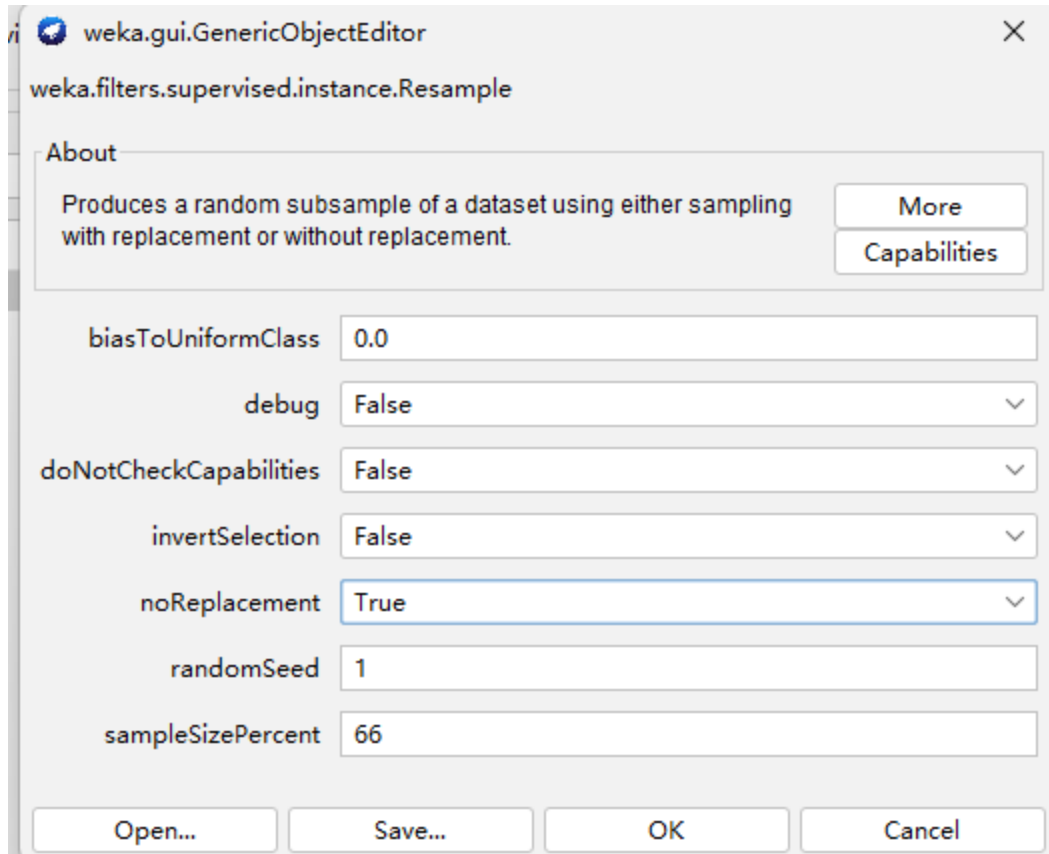 vi
weka.gui.GenericObjectEditor
weka.filters.supervised.instance.Resample
About
Produces a random subsample of a dataset using either sampling
with replacement or without replacement.
More
Capabilities
biasToUniformClass 0.0
debug False
doNotCheckCapabilities False
invertSelection False
noReplacement True
randomSeed 1
sampleSizePercent 66
Open... Save... OK Cancel